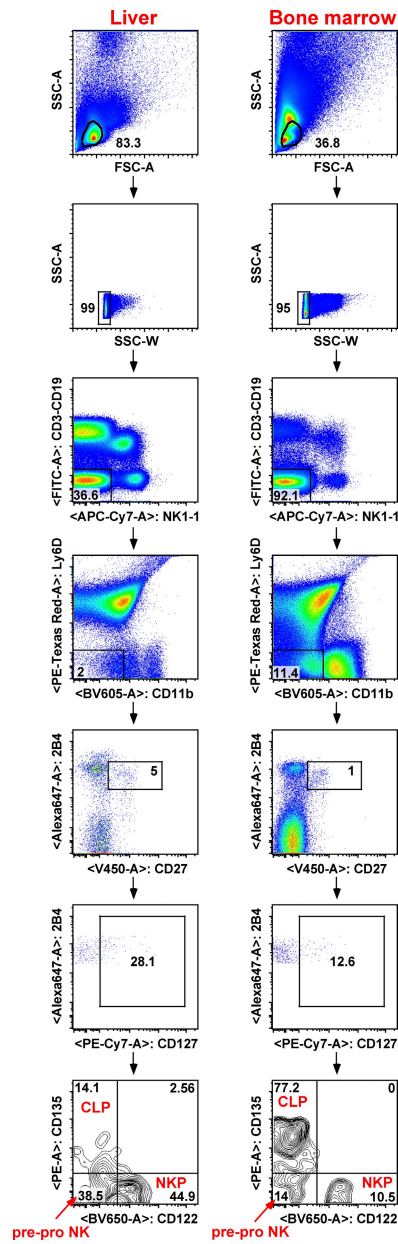 Liver
Bone marrow
SSC-A
83.3
FSC-A
SSC-A
36.8
FSC-A
SSC-A
99
SSC-W
SSC-A
95
SSC-W
<FITC-A>: CD3-CD19
36.6
<APC-Cy7-A>: NK1-1
<FITC-A>: CD3-CD19
92.1
<APC-Cy7-A>: NK1-1
<PE-Texas Red-A>: Ly6D
2
<BV605-A>: CD11b
<PE-Texas Red-A>: Ly6D
11.4
<BV605-A>: CD11b
<Alexa647-A>: 2B4
5
<V450-A>: CD27
<Alexa647-A>: 2B4
1
<V450-A>: CD27
<Alexa647-A>: 2B4
28.1
<PE-Cy7-A>: CD127
<Alexa647-A>: 2B4
12.6
<PE-Cy7-A>: CD127
<PE-A>: CD135
14.1
2.56
CLP
NKP
38.5
44.9
<BV650-A>: CD122
pre-pro NK
<PE-A>: CD135
77.2
0
CLP
NKP
14
10.5
<BV650-A>: CD122
pre-pro NK